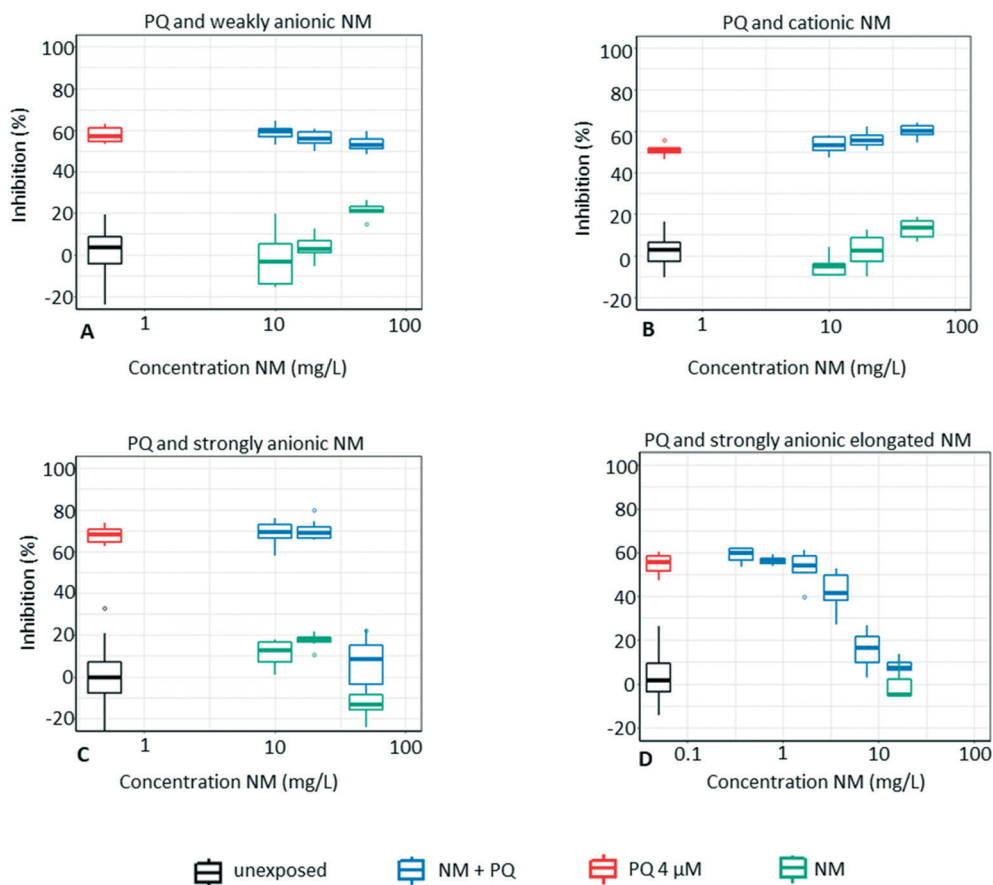 PQ and weakly anionic NM
Inhibition (%)
100
80
60
40
20
0
-20
A
1
10
100
Concentration NM (mg/L)
PQ and cationic NM
Inhibition (%)
100
80
60
40
20
0
-20
B
1
10
100
Concentration NM (mg/L)
PQ and strongly anionic NM
Inhibition (%)
100
80
60
40
20
0
-20
C
1
10
100
Concentration NM (mg/L)
PQ and strongly anionic elongated NM
100
80
60
40
20
0
-20
D
0.1
1
10
100
Concentration NM (mg/L)
unexposed
NM + PQ
PQ 4 µM
NM